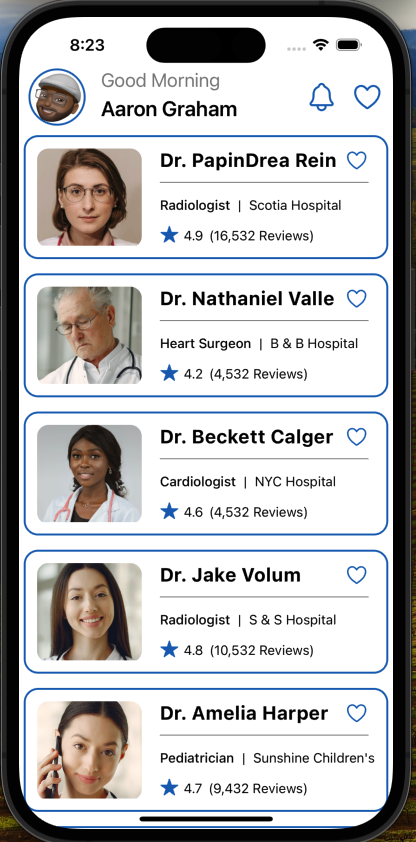 8:23
Good Morning
Aaron Graham
Dr. PapinDrea Rein
Radiologist | Scotia Hospital
4.9 (16,532 Reviews)
Dr. Nathaniel Valle
Heart Surgeon | B & B Hospital
4.2 (4,532 Reviews)
Dr. Beckett Calger
Cardiologist | NYC Hospital
4.6 (4,532 Reviews)
Dr. Jake Volum
Radiologist | S & S Hospital
4.8 (10,532 Reviews)
Dr. Amelia Harper
Pediatrician | Sunshine Children's
4.7 (9,432 Reviews)